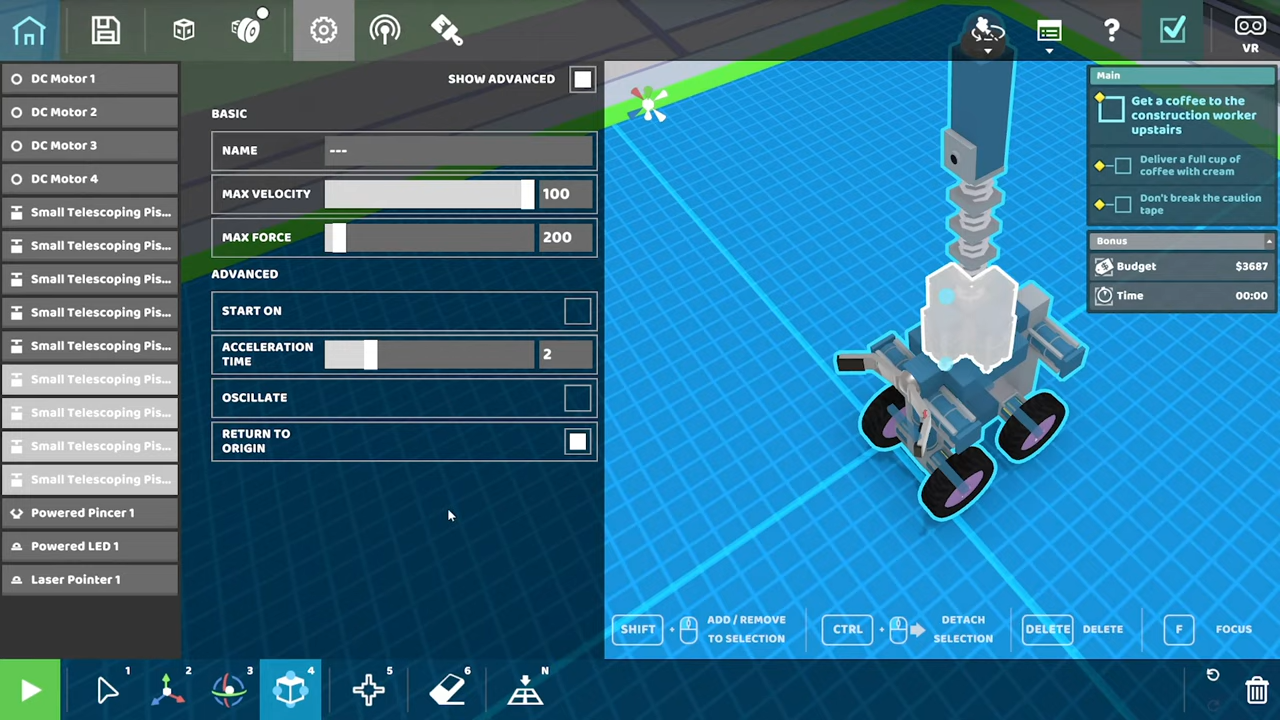 VR
DC Motor 1
DC Motor 2
DC Motor 3
DC Motor 4
Small Telescoping Pis...
Small Telescoping Pis...
Small Telescoping Pis...
Small Telescoping Pis...
Small Telescoping Pis...
Small Telescoping Pis...
Small Telescoping Pis...
Small Telescoping Pis...
Small Telescoping Pis...
Powered Pincer 1
Powered LED 1
Laser Pointer 1
SHOW ADVANCED
BASIC
NAME ---
MAX VELOCITY 100
MAX FORCE 200
ADVANCED
START ON
ACCELERATION
TIME 2
OSCILLATE
RETURN TO
ORIGIN
Main
Get a coffee to the
construction worker
upstairs
Deliver a full cup of
coffee with cream
Don't break the caution
tape
Bonus
Budget $3687
Time 00:00
SHIFT + ADD / REMOVE
TO SELECTION
CTRL + DETACH
SELECTION
DELETE DELETE
F FOCUS
1 2 3 4 5 6 N